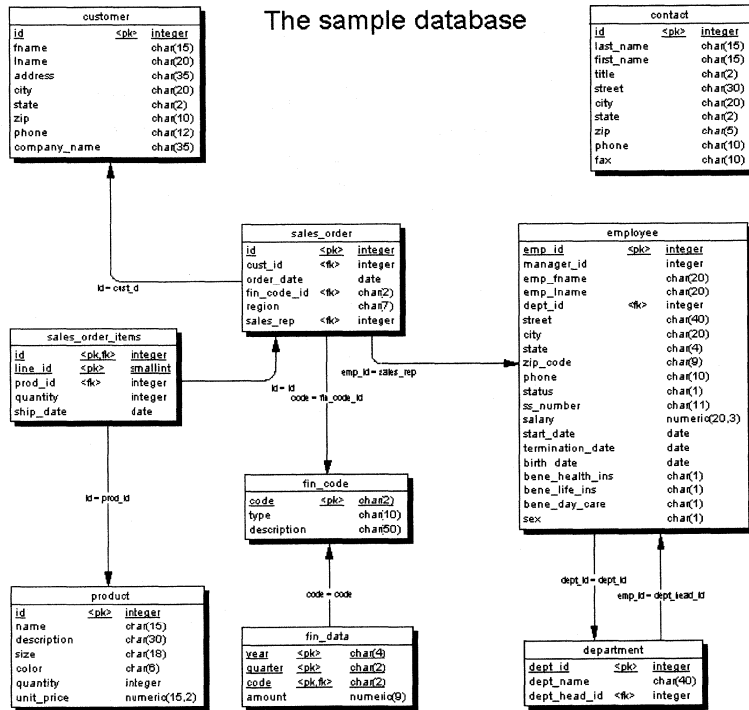 The sample database
customer
id <pk> integer
fname char(15)
lname char(20)
address char(35)
city char(20)
state char(2)
zip char(10)
phone char(12)
company_name char(35)
contact
id <pk> integer
last_name char(15)
first_name char(15)
title char(2)
street char(30)
city char(20)
state char(2)
zip char(5)
phone char(10)
fax char(10)
id = cust_id
sales_order
id <pk> integer
cust_id <fk> integer
order_date date
fin_code_id <fk> char(2)
region char(7)
sales_rep <fk> integer
employee
emp_id <pk> integer
manager_id integer
emp_fname char(20)
emp_lname char(20)
dept_id <fk> integer
street char(40)
city char(20)
state char(4)
zip_code char(9)
phone char(10)
status char(1)
ss_number char(11)
salary numeric(20,3)
start_date date
termination_date date
birth_date date
bene_health_ins char(1)
bene_life_ins char(1)
bene_day_care char(1)
sex char(1)
sales_order_items
id <pk,fk> integer
line_id <pk> smallint
prod_id <fk> integer
quantity integer
ship_date date
id = id
emp_id = sales_rep
code = fin_code_id
fin_code
code <pk> char(2)
type char(10)
description char(50)
id = prod_id
product
id <pk> integer
name char(15)
description char(30)
size char(18)
color char(6)
quantity integer
unit_price numeric(15,2)
code = code
fin_data
year <pk> char(4)
quarter <pk> char(2)
code <pk,fk> char(2)
amount numeric(9)
dept_id = dept_id
emp_id = dept_head_id
department
dept_id <pk> integer
dept_name char(40)
dept_head_id <fk> integer